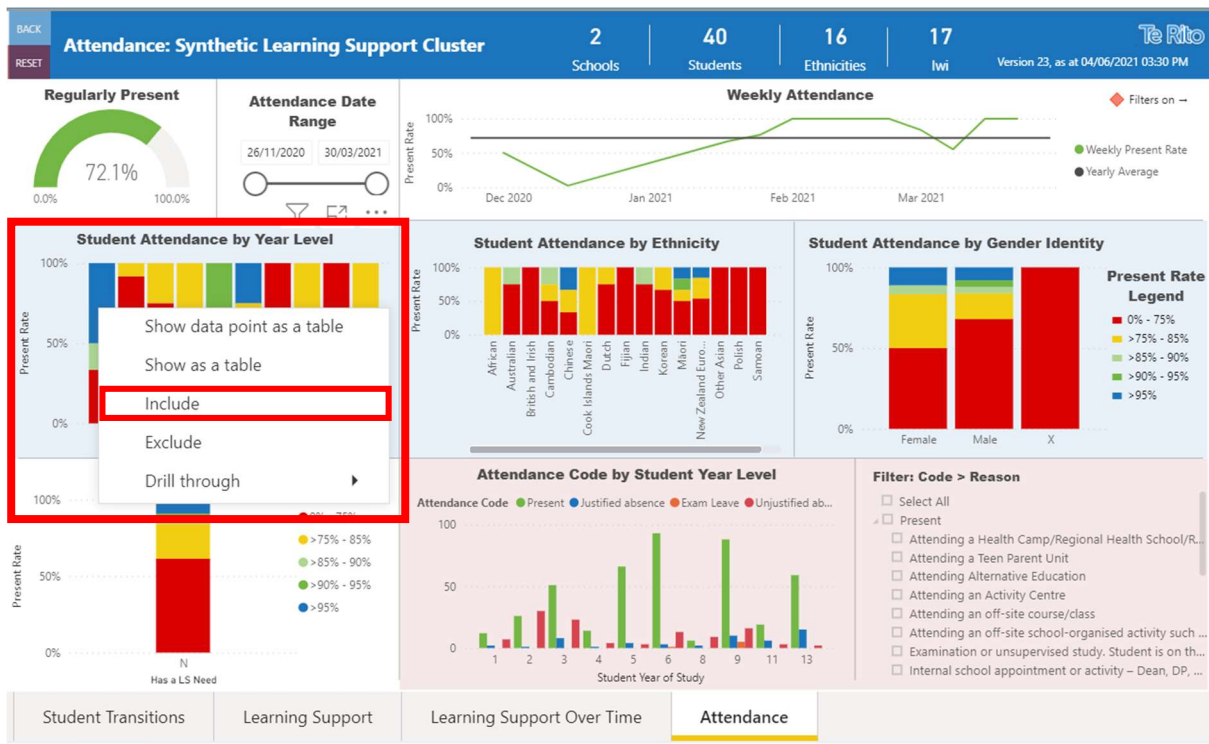 BACK
RESET
Attendance: Synthetic Learning Support Cluster
2
Schools
40
Students
16
Ethnicities
17
Iwi
Te Rito
Version 23, as at 04/06/2021 03:30 PM
Regularly Present
72.1%
0.0%
100.0%
Attendance Date
Range
26/11/2020
30/03/2021
Weekly Attendance
Filters on →
Present Rate
100%
50%
0%
Dec 2020
Jan 2021
Feb 2021
Mar 2021
Weekly Present Rate
Yearly Average
Student Attendance by Year Level
Present Rate
100%
50%
0%
Show data point as a table
Show as a table
Include
Exclude
Drill through
Student Attendance by Ethnicity
Present Rate
100%
50%
0%
African
Australian
British and Irish
Cambodian
Chinese
Cook Islands Maori
Dutch
Fijian
Indian
Korean
Māori
New Zealand Euro...
Other Asian
Polish
Samoan
Student Attendance by Gender Identity
Present Rate
100%
50%
0%
Female
Male
X
Present Rate
Legend
0% - 75%
>75% - 85%
>85% - 90%
>90% - 95%
>95%
Present Rate
100%
50%
0%
N
Has a LS Need
0% - 75%
>75% - 85%
>85% - 90%
>90% - 95%
>95%
Attendance Code by Student Year Level
Attendance Code Present Justified absence Exam Leave Unjustified ab...
100
50
0
1
2
3
4
5
6
8
9
11
13
Student Year of Study
Filter: Code > Reason
Select All
Present
Attending a Health Camp/Regional Health School/R...
Attending a Teen Parent Unit
Attending Alternative Education
Attending an Activity Centre
Attending an off-site course/class
Attending an off-site school-organised activity such ...
Examination or unsupervised study. Student is on th...
Internal school appointment or activity – Dean, DP, ...
Student Transitions
Learning Support
Learning Support Over Time
Attendance